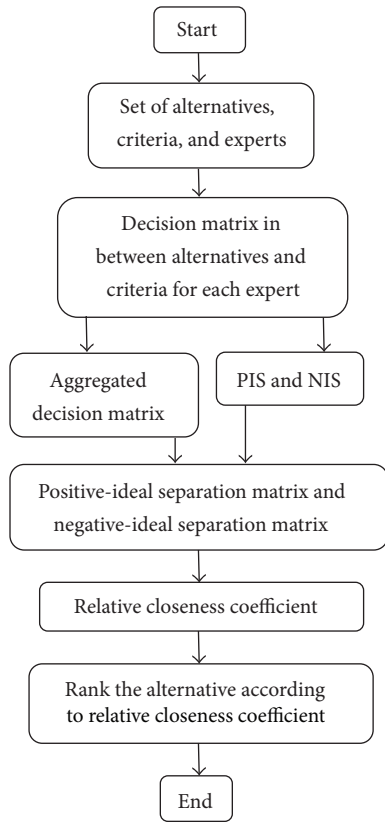 Start
Set of alternatives,
criteria, and experts
Decision matrix in
between alternatives and
criteria for each expert
Aggregated
decision matrix
PIS and NIS
Positive-ideal separation matrix and
negative-ideal separation matrix
Relative closeness coefficient
Rank the alternative according
to relative closeness coefficient
End